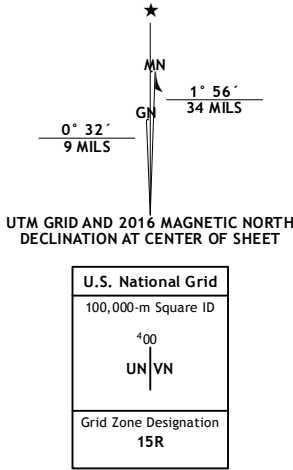 ★
MN
1° 56´
34 MILS
GN
0° 32´
9 MILS
UTM GRID AND 2016 MAGNETIC NORTH
DECLINATION AT CENTER OF SHEET
U.S. National Grid
100,000-m Square ID
⁴00
UN VN
Grid Zone Designation
15R